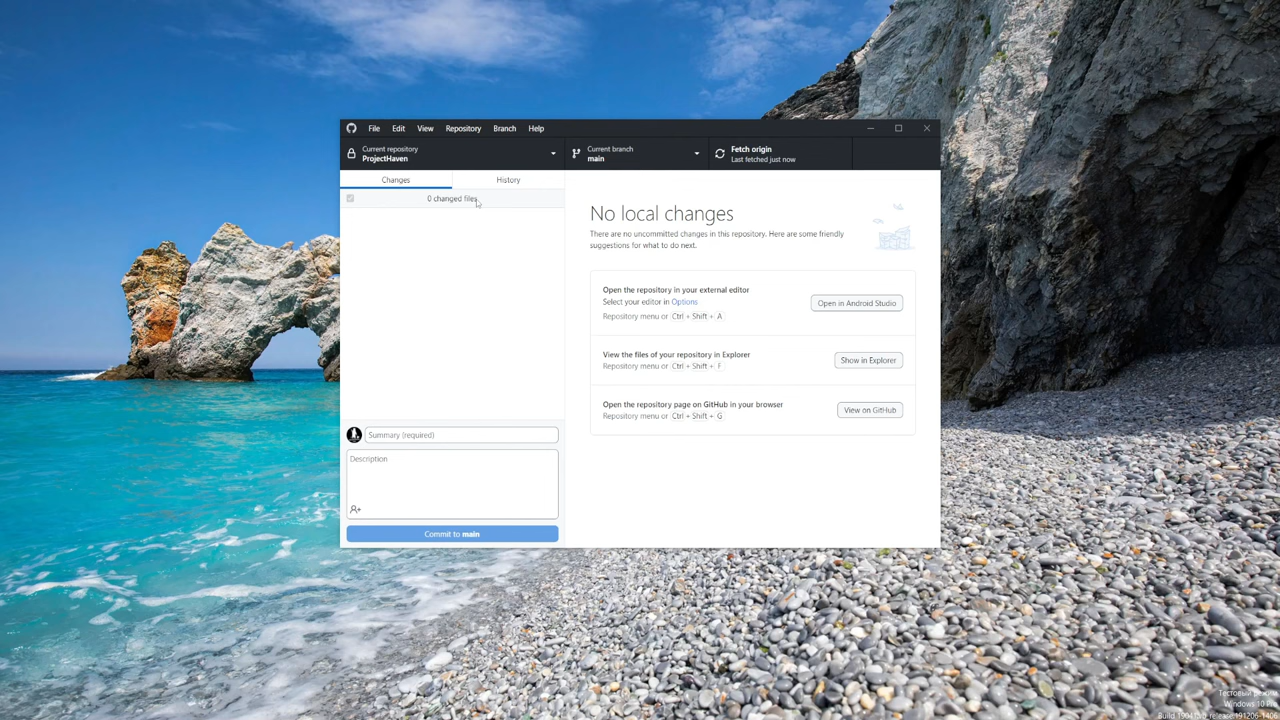 File Edit View Repository Branch Help
Current repository
ProjectHaven
Current branch
main
Fetch origin
Last fetched just now
Changes
History
0 changed files
No local changes
There are no uncommitted changes in this repository. Here are some friendly
suggestions for what to do next.
Open the repository in your external editor
Select your editor in Options
Repository menu or Ctrl + Shift + A
Open in Android Studio
View the files of your repository in Explorer
Repository menu or Ctrl + Shift + F
Show in Explorer
Open the repository page on GitHub in your browser
Repository menu or Ctrl + Shift + G
View on GitHub
Summary (required)
Description
Commit to main
Тестовый режим
Windows 10 Pro
Build